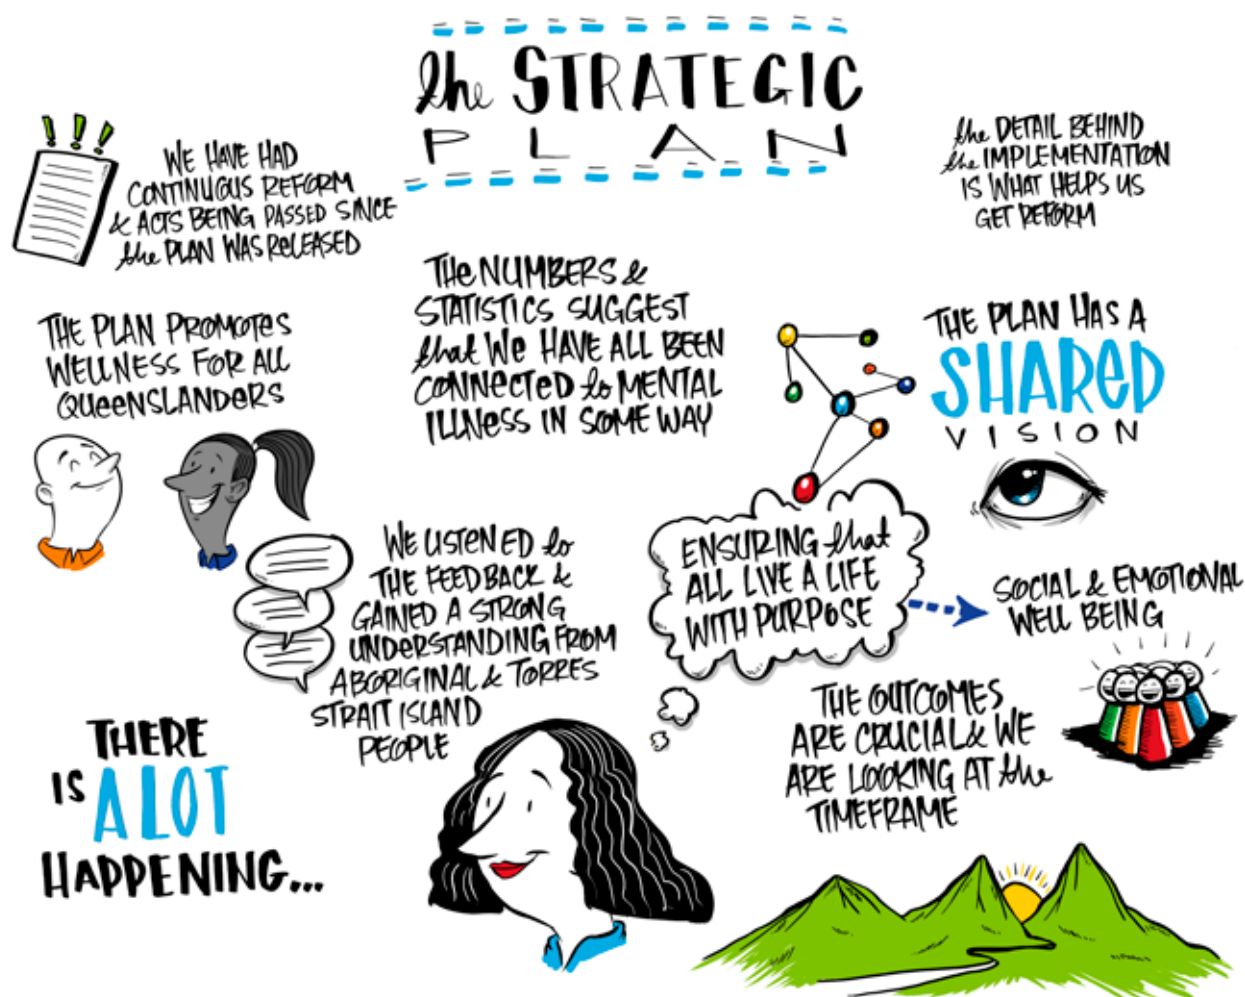 the STRATEGIC
PLAN
WE HAVE HAD
CONTINUOUS REFORM
& ACTS BEING PASSED SINCE
the PLAN WAS RELEASED
the DETAIL BEHIND
the IMPLEMENTATION
IS WHAT HELPS US
GET REFORM
THE NUMBERS &
STATISTICS SUGGEST
that WE HAVE ALL BEEN
CONNECTED to MENTAL
ILLNESS IN SOME WAY
THE PLAN PROMOTES
WELLNESS FOR ALL
QUEENSLANDERS
THE PLAN HAS A
SHARED
VISION
WE LISTENED to
THE FEEDBACK &
GAINED A STRONG
UNDERSTANDING FROM
ABORIGINAL & TORRES
STRAIT ISLAND
PEOPLE
ENSURING that
ALL LIVE A LIFE
WITH PURPOSE
SOCIAL & EMOTIONAL
WELL BEING
THE OUTCOMES
ARE CRUCIAL & WE
ARE LOOKING AT the
TIMEFRAME
THERE
IS A LOT
HAPPENING...